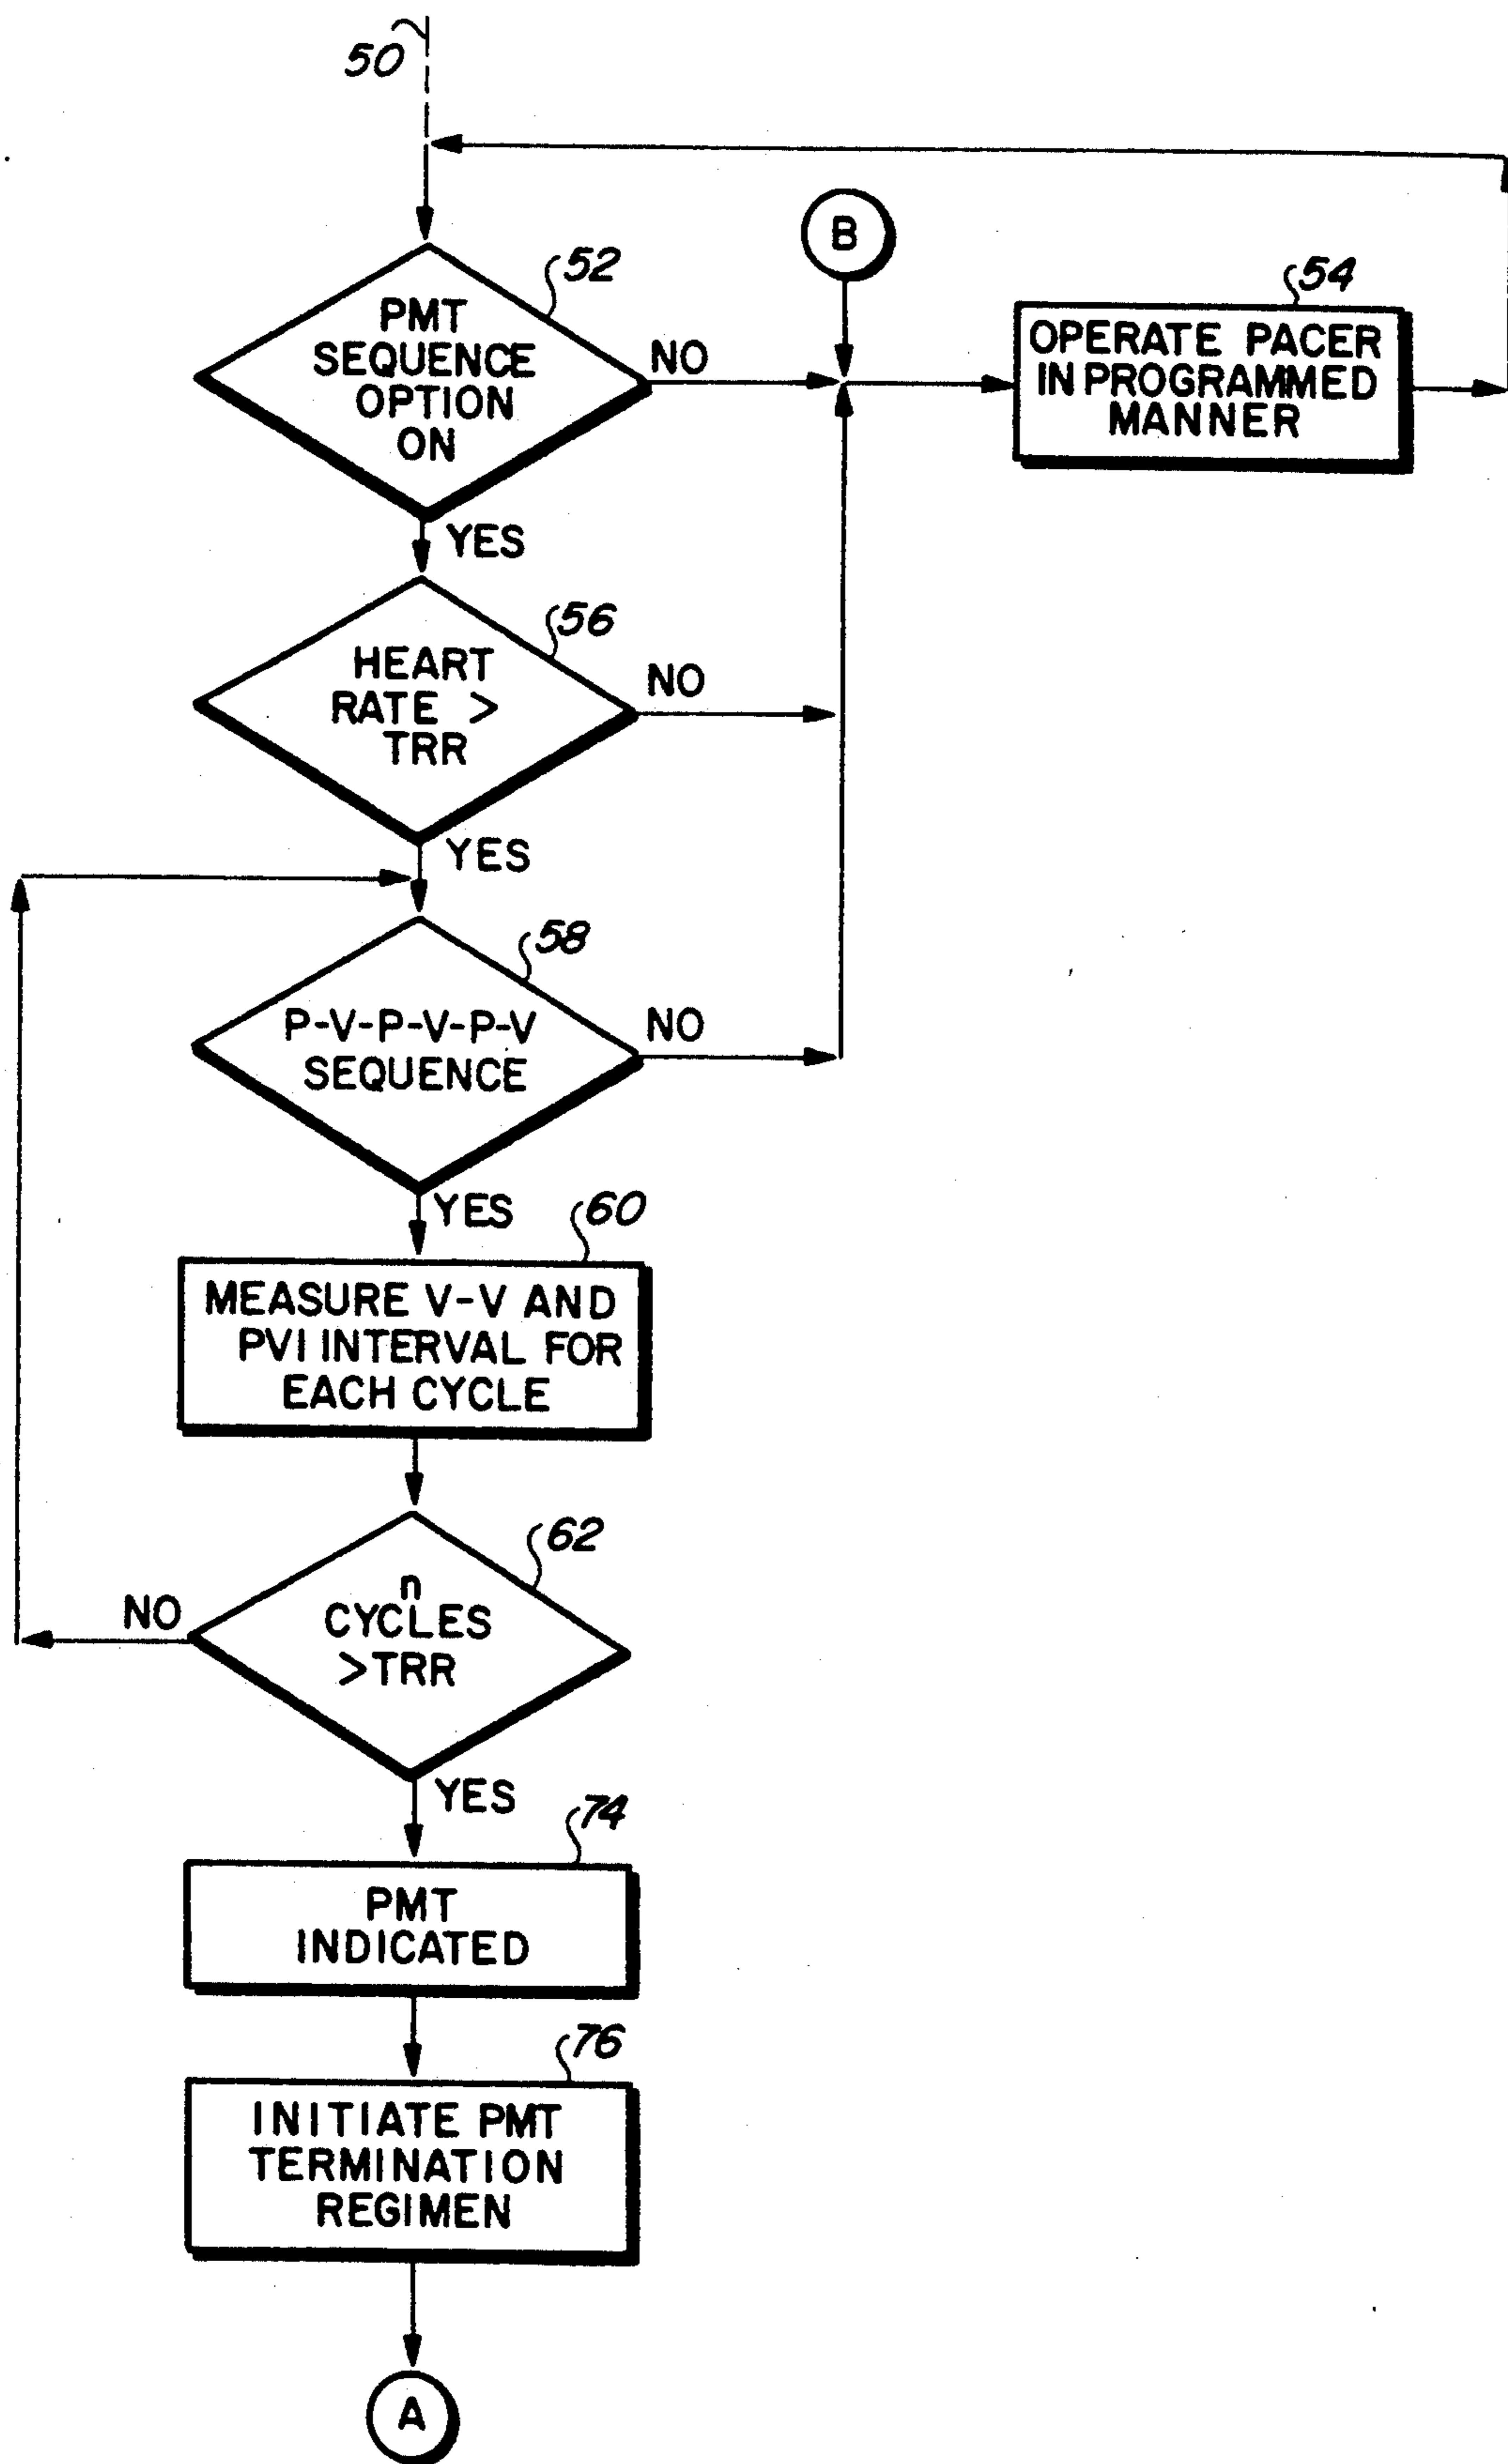 50
B
52
PMT
SEQUENCE
OPTION
ON
NO
54
OPERATE PACER
IN PROGRAMMED
MANNER
YES
56
HEART
RATE >
TRR
NO
YES
58
P-V-P-V-P-V
SEQUENCE
NO
YES
60
MEASURE V-V AND
PVI INTERVAL FOR
EACH CYCLE
62
n
CYCLES
>TRR
NO
YES
74
PMT
INDICATED
76
INITIATE PMT
TERMINATION
REGIMEN
A